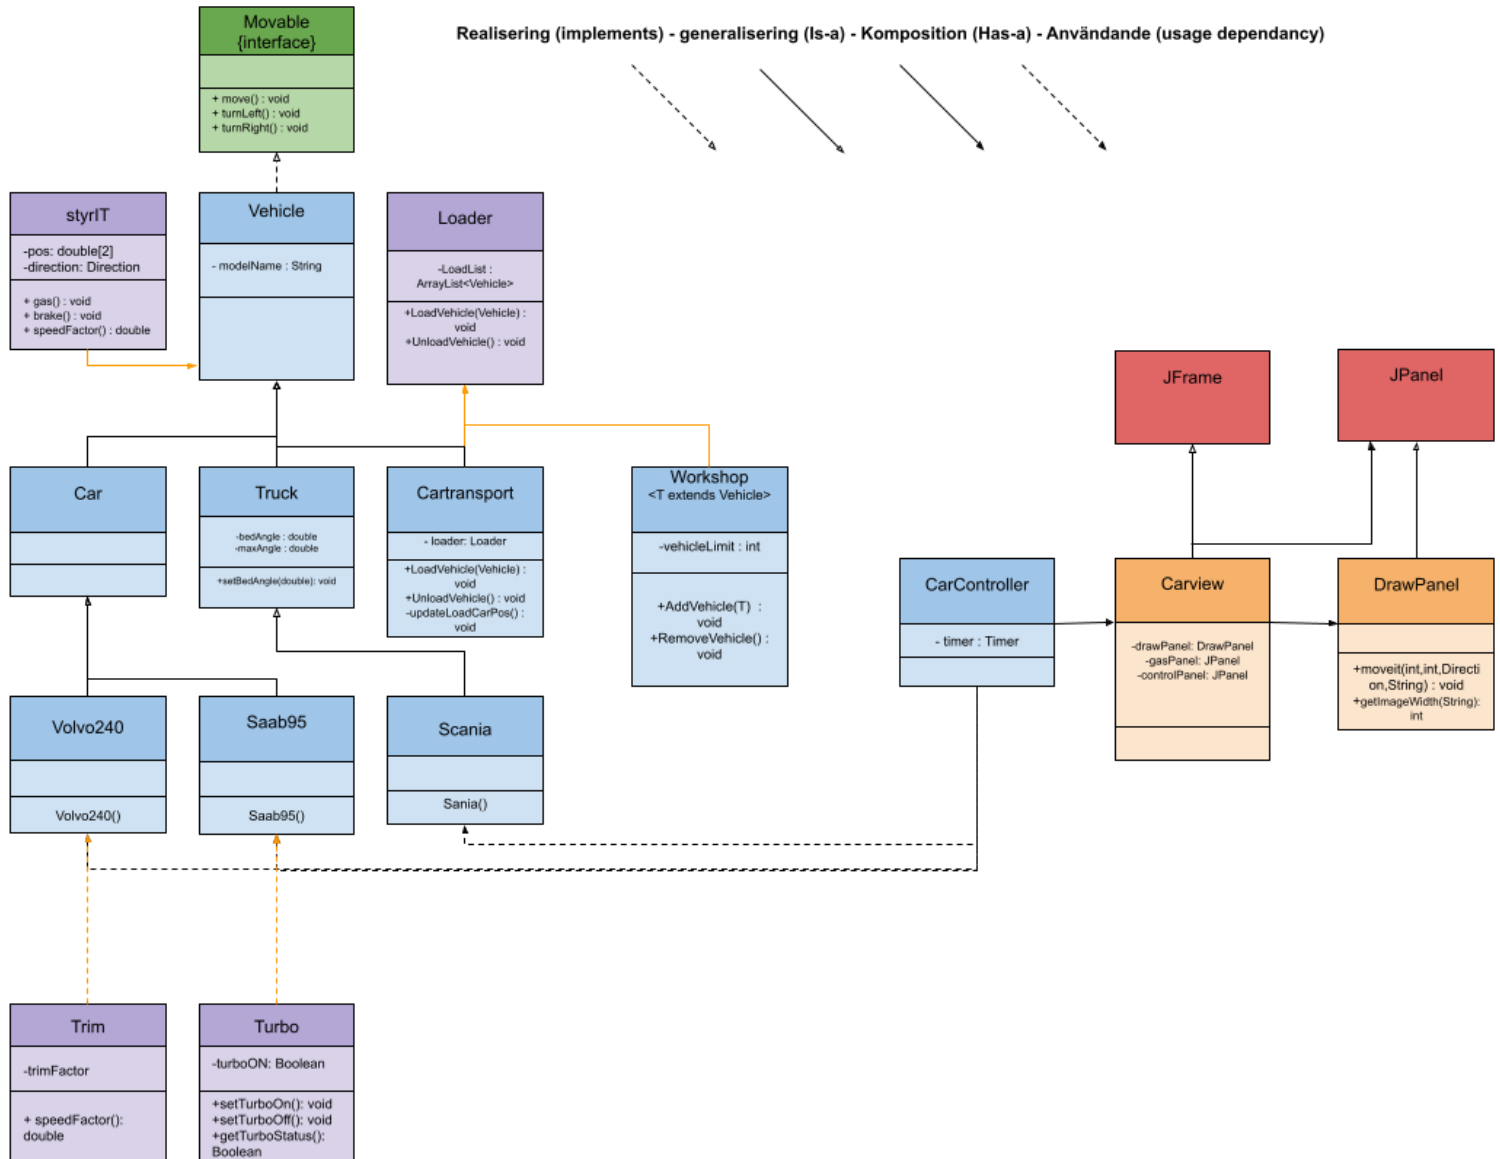 Movable
{interface}
+ move() : void
+ turnLeft() : void
+ turnRight() : void
Realisering (implements) - generalisering (Is-a) - Komposition (Has-a) - Användande (usage dependancy)
styrIT
-pos: double[2]
-direction: Direction
+ gas() : void
+ brake() : void
+ speedFactor() : double
Vehicle
- modelName : String
Loader
-LoadList :
ArrayList<Vehicle>
+LoadVehicle(Vehicle) :
void
+UnloadVehicle() : void
JFrame
JPanel
Car
Truck
-bedAngle : double
-maxAngle : double
+setBedAngle(double): void
Cartransport
- loader: Loader
+LoadVehicle(Vehicle) :
void
+UnloadVehicle() : void
-updateLoadCarPos() :
void
Workshop
<T extends Vehicle>
-vehicleLimit : int
+AddVehicle(T) :
void
+RemoveVehicle() :
void
CarController
- timer : Timer
Carview
-drawPanel: DrawPanel
-gasPanel: JPanel
-controlPanel: JPanel
DrawPanel
+moveit(int,int,Directi
on,String) : void
+getImageWidth(String):
int
Volvo240
Volvo240()
Saab95
Saab95()
Scania
Sania()
Trim
-trimFactor
+ speedFactor():
double
Turbo
-turboON: Boolean
+setTurboOn(): void
+setTurboOff(): void
+getTurboStatus():
Boolean